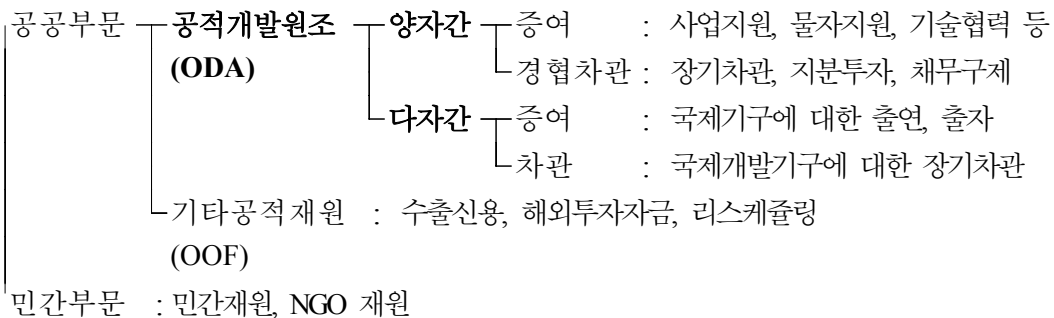 공공부문 공적개발원조 양자간 증여 : 사업지원, 물자지원, 기술협력 등
(ODA) 경협차관 : 장기차관, 지분투자, 채무구제
다자간 증여 : 국제기구에 대한 출연, 출자
차관 : 국제개발기구에 대한 장기차관
기타공적재원 : 수출신용, 해외투자자금, 리스케쥴링
(OOF)
민간부문 : 민간재원, NGO 재원